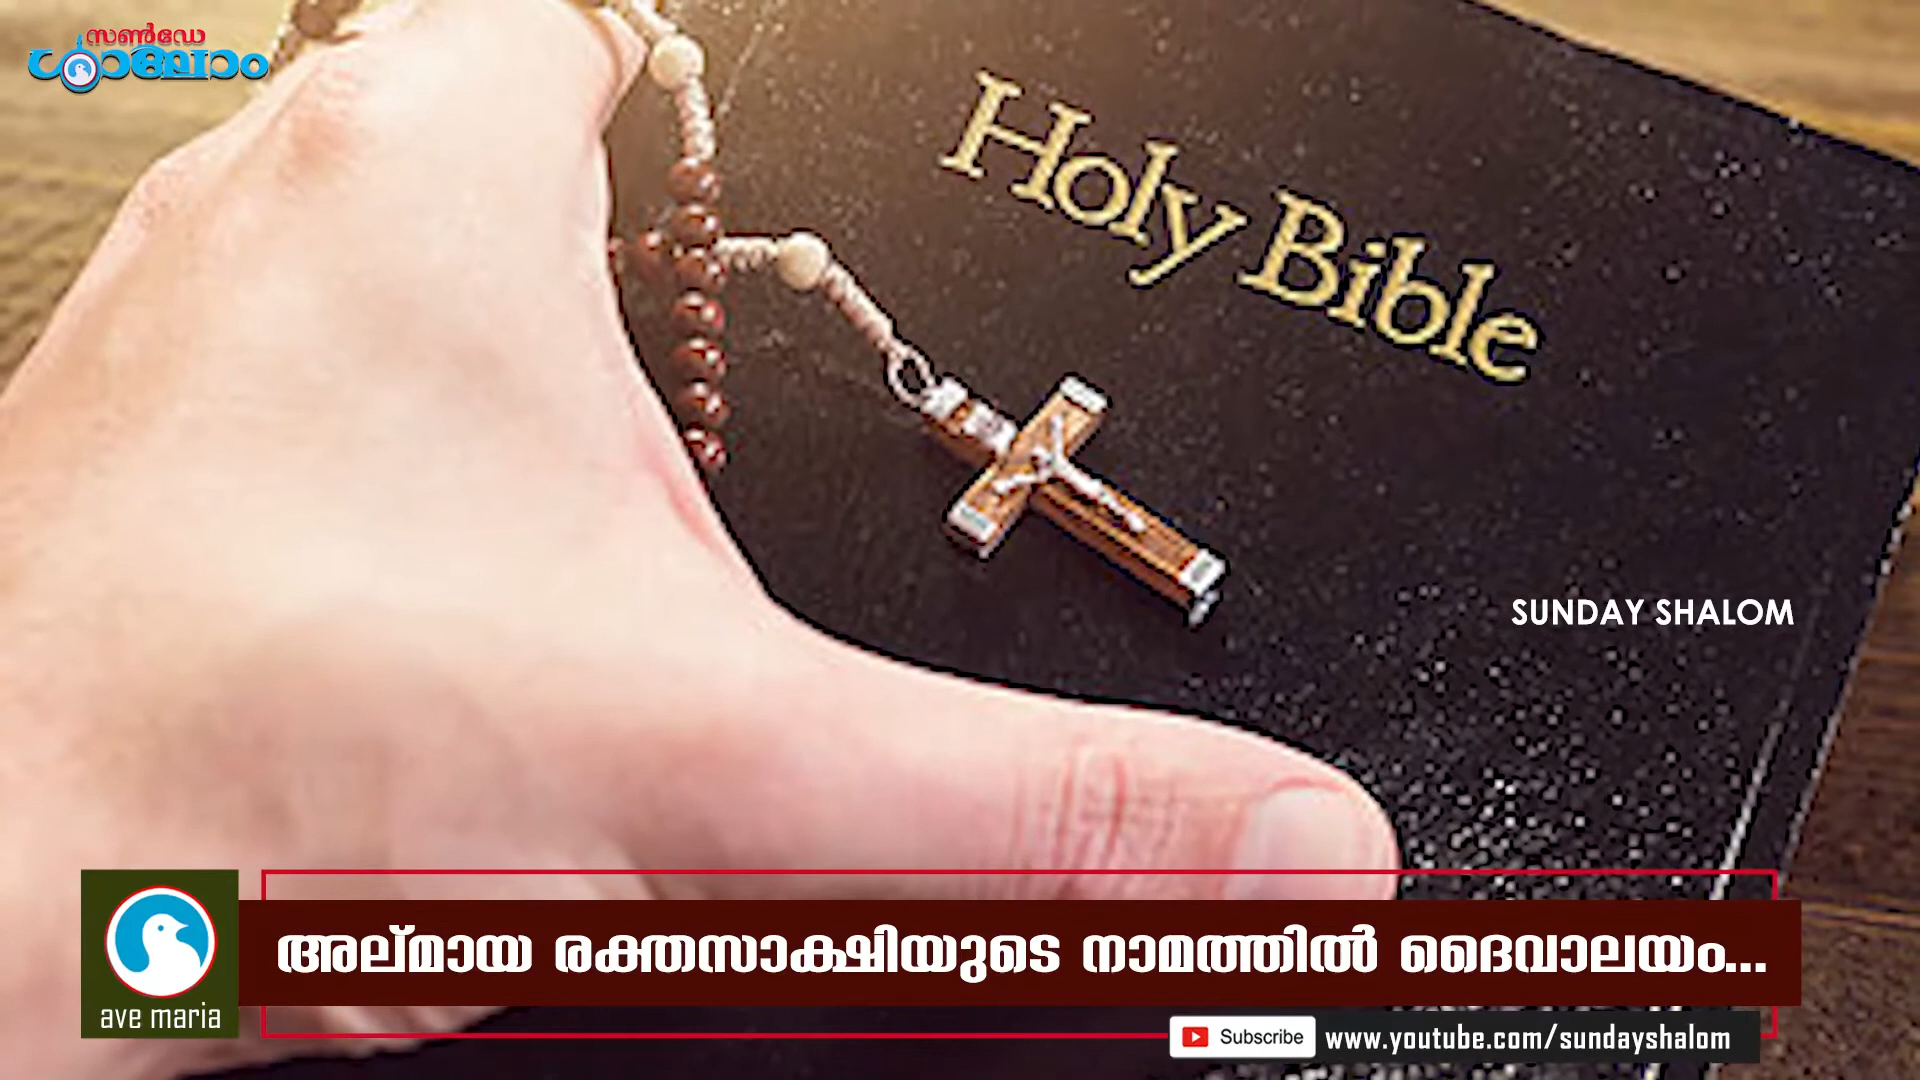 സൺഡേ
ശാലോം
Holy Bible
SUNDAY SHALOM
അല്മായ രക്തസാക്ഷിയുടെ നാമത്തിൽ ദൈവാലയം...
ave maria
Subscribe www.youtube.com/sundayshalom